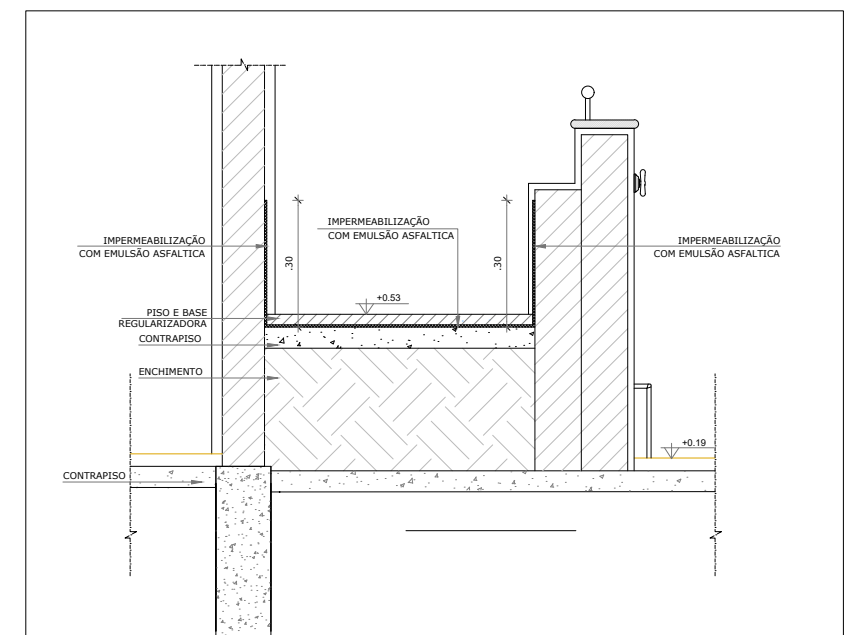 IMPERMEABILIZAÇÃO
COM EMULSÃO ASFALTICA
IMPERMEABILIZAÇÃO
COM EMULSÃO ASFALTICA
IMPERMEABILIZAÇÃO
COM EMULSÃO ASFALTICA
.30
.30
+0.53
PISO E BASE
REGULARIZADORA
CONTRAPISO
ENCHIMENTO
+0.19
CONTRAPISO